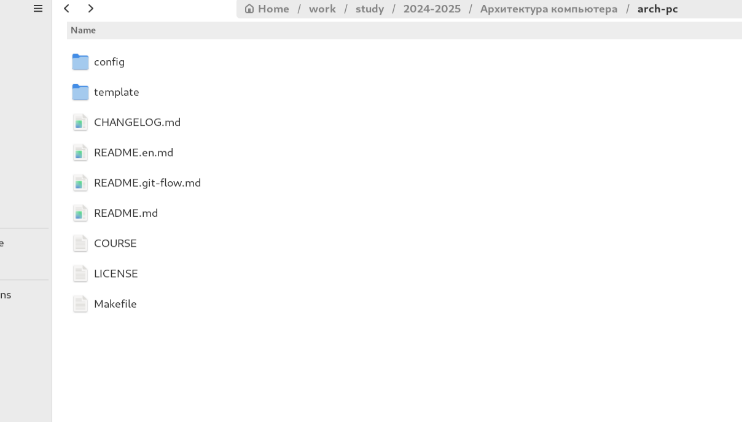 Home / work / study / 2024-2025 / Архитектура компьютера / arch-pc
Name
config
template
CHANGELOG.md
README.en.md
README.git-flow.md
README.md
COURSE
LICENSE
Makefile
e
ns